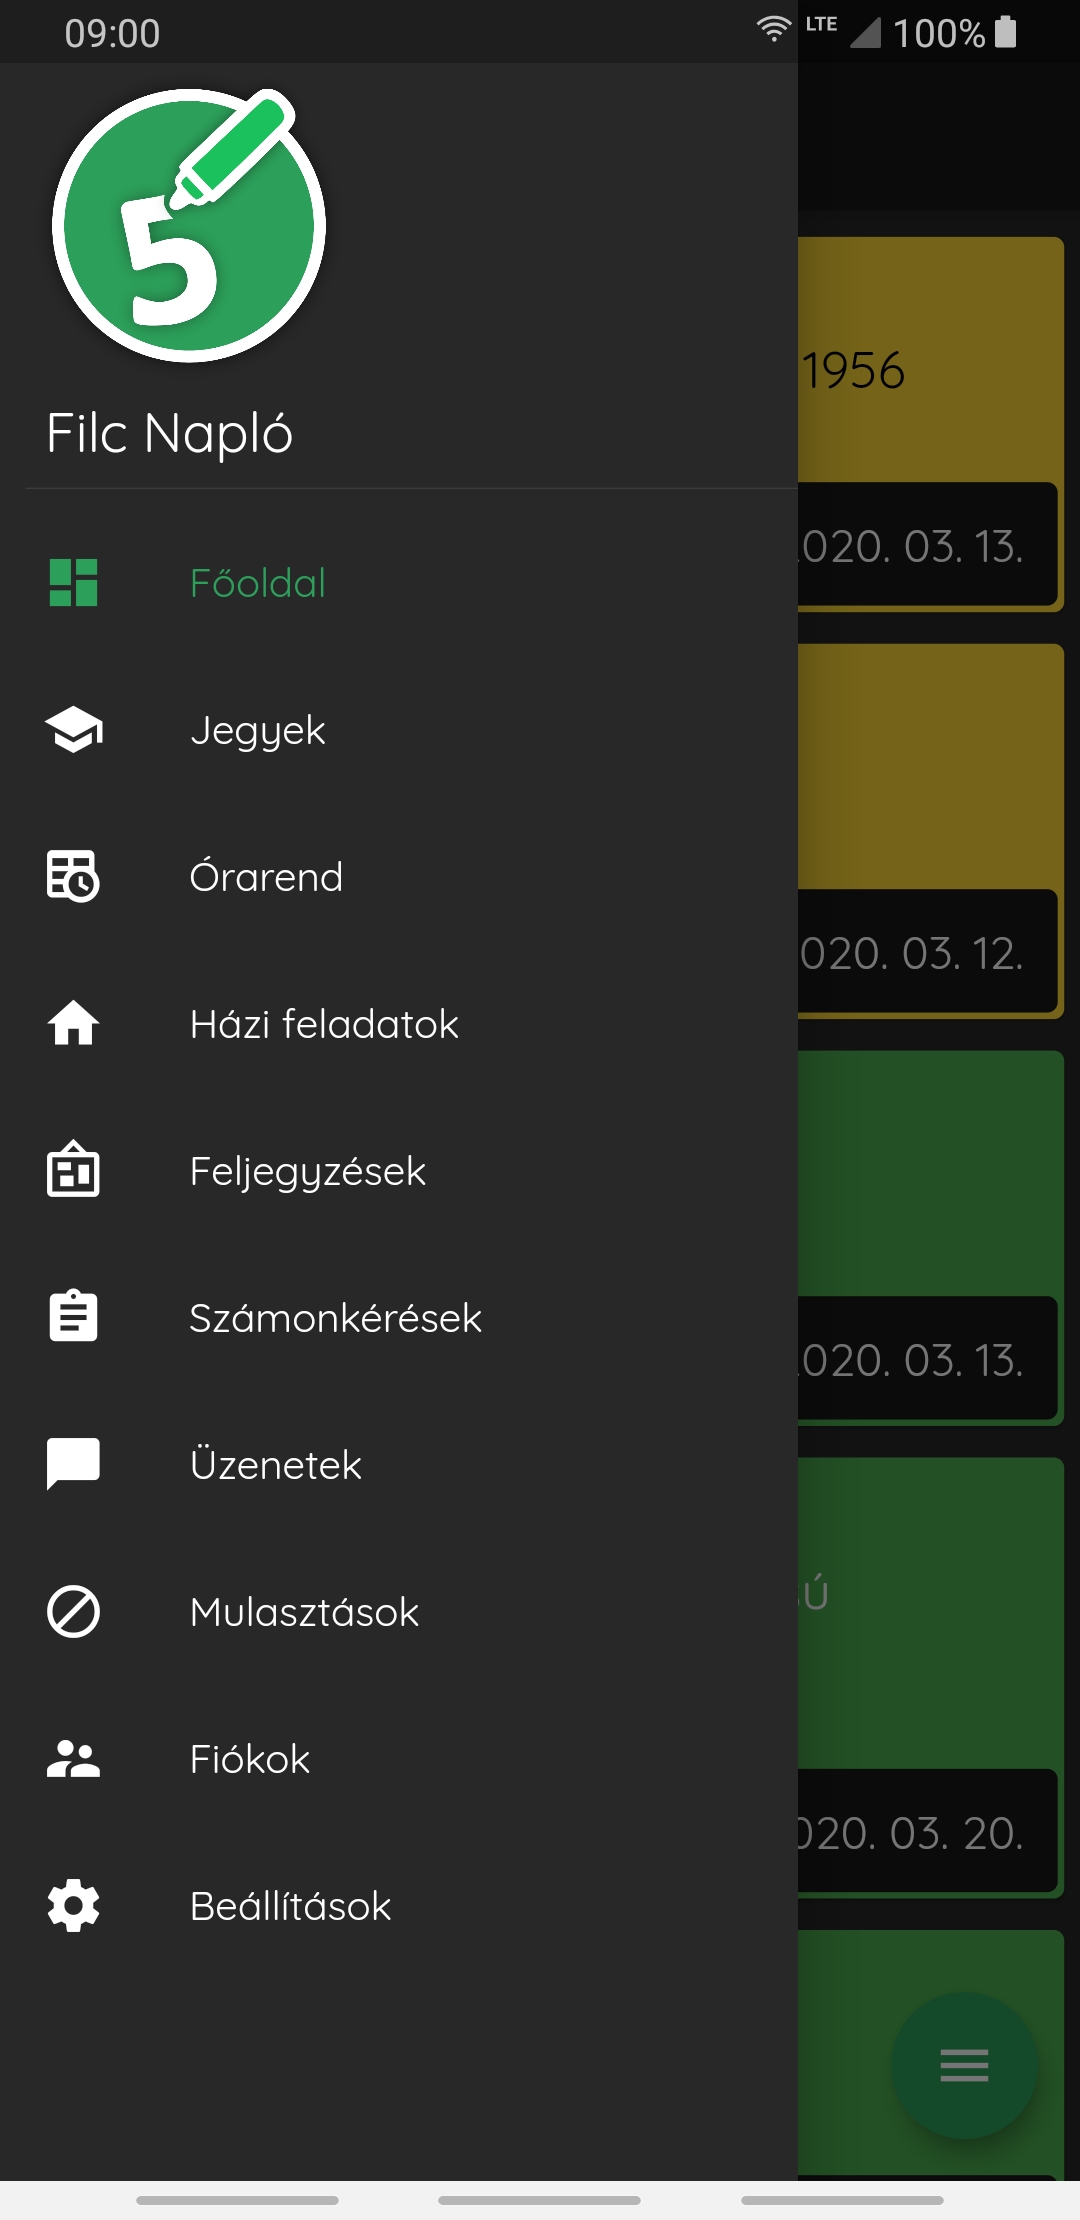 09:00
LTE
100%
5
Filc Napló
1956
020. 03. 13.
Főoldal
Jegyek
Órarend
020. 03. 12.
Házi feladatok
Feljegyzések
Számonkérések
020. 03. 13.
Üzenetek
Mulasztások
ú
Fiókok
020. 03. 20.
Beállítások